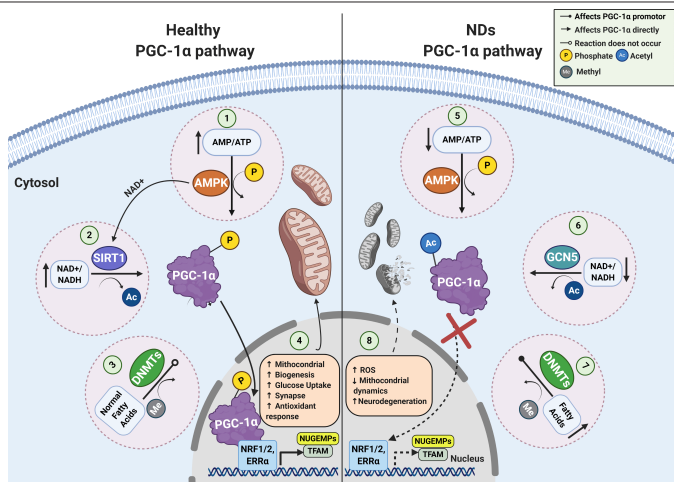 Healthy
PGC-1α pathway
NDs
PGC-1α pathway
Affects PGC-1α promotor
Affects PGC-1α directly
Reaction does not occur
P Phosphate Ac Acetyl
Me Methyl
Cytosol
1
↑ AMP/ATP
AMPK
P
NAD+
2
SIRT1
↑ NAD+/
NADH
Ac
P
PGC-1α
3
DNMTs
Normal
Fatty
Acids
Me
4
↑ Mithocondrial
↑ Biogenesis
↑ Glucose Uptake
↑ Synapse
↑ Antioxidant
response
P
PGC-1α
NRF1/2,
ERRα
NUGEMPs
TFAM
5
↓ AMP/ATP
AMPK
P
Ac
PGC-1α
6
GCN5
NAD+/
NADH ↓
Ac
7
DNMTs
Fatty
Acids
Me
8
↑ ROS
↓ Mithocondrial
dynamics
↑Neurodegeneration
NRF1/2,
ERRα
NUGEMPs
TFAM
Nucleus